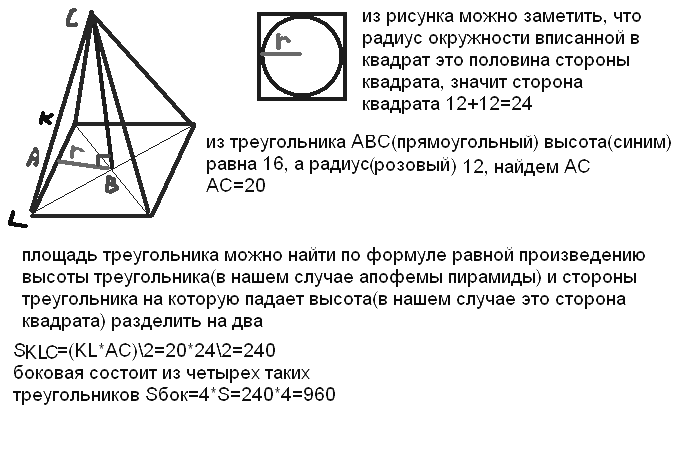 C
r
из рисунка можно заметить, что
радиус окружности вписанной в
квадрат это половина стороны
квадрата, значит сторона
квадрата 12+12=24
K
A
r
B
L
из треугольника АВС(прямоугольный) высота(синим)
равна 16, а радиус(розовый) 12, найдем АС
АС=20
площадь треугольника можно найти по формуле равной произведению
высоты треугольника(в нашем случае апофемы пирамиды) и стороны
треугольника на которую падает высота(в нашем случае это сторона
квадрата) разделить на два
SKLC=(KL*AC)\2=20*24\2=240
боковая состоит из четырех таких
треугольников Sбок=4*S=240*4=960